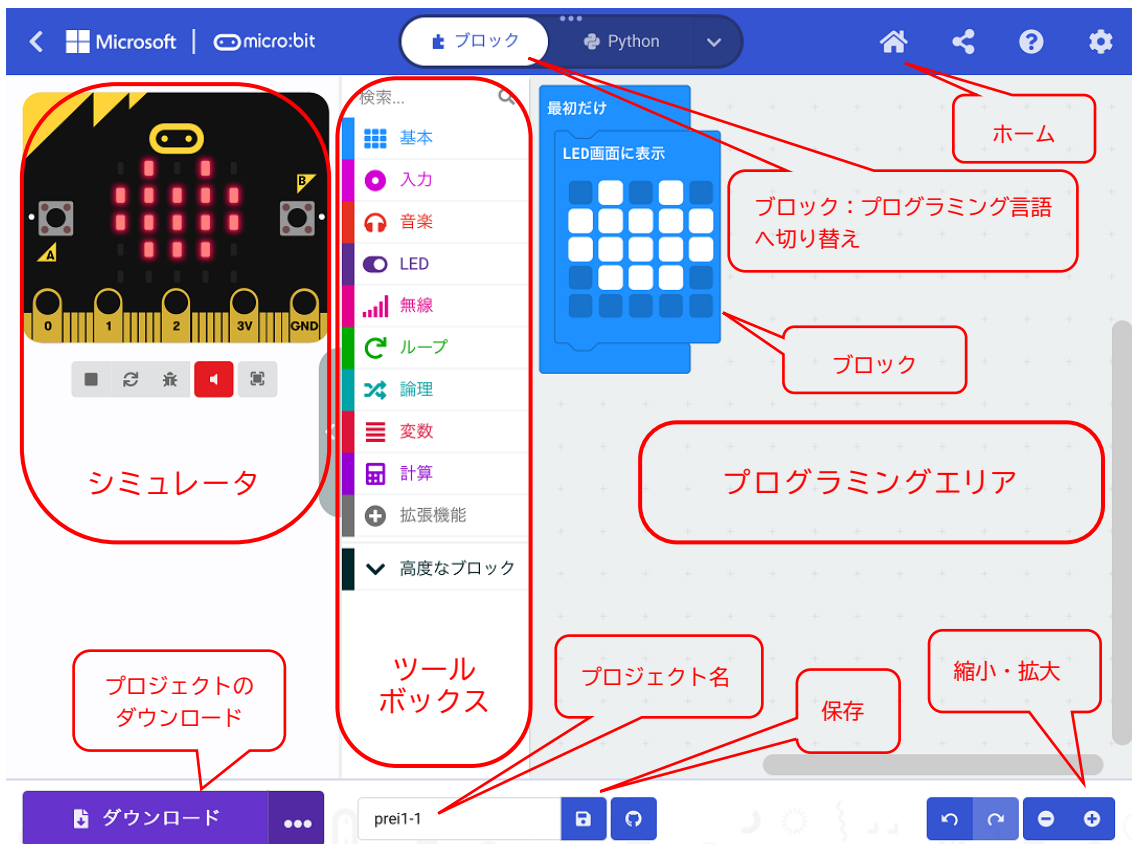 Microsoft
micro:bit
ブロック
Python
ホーム
検索...
基本
入力
音楽
LED
無線
ループ
論理
変数
計算
拡張機能
高度なブロック
最初だけ
LED画面に表示
ブロック：プログラミング言語
へ切り替え
ブロック
プログラミングエリア
B
A
0
1
2
3V
GND
シミュレータ
ツール
ボックス
プロジェクトの
ダウンロード
プロジェクト名
保存
縮小・拡大
ダウンロード
prei1-1